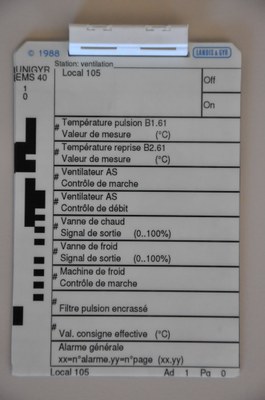 © 1988 LANDIS & GYR
Station: ventilation
UNIGYR
EMS 40
Local 105
Off
1
0
On
# Température pulsion B1.61
Valeur de mesure (°C)
# Température reprise B2.61
Valeur de mesure (°C)
# Ventilateur AS
Contrôle de marche
# Ventilateur AS
Contrôle de débit
# Vanne de chaud
Signal de sortie (0..100%)
# Vanne de froid
Signal de sortie (0..100%)
# Machine de froid
Contrôle de marche
#
Filtre pulsion encrassé
#
Val. consigne effective (°C)
Alarme générale
xx=n°alarme.yy=n°page (xx.yy)
Local 105 Ad 1 Pg 0